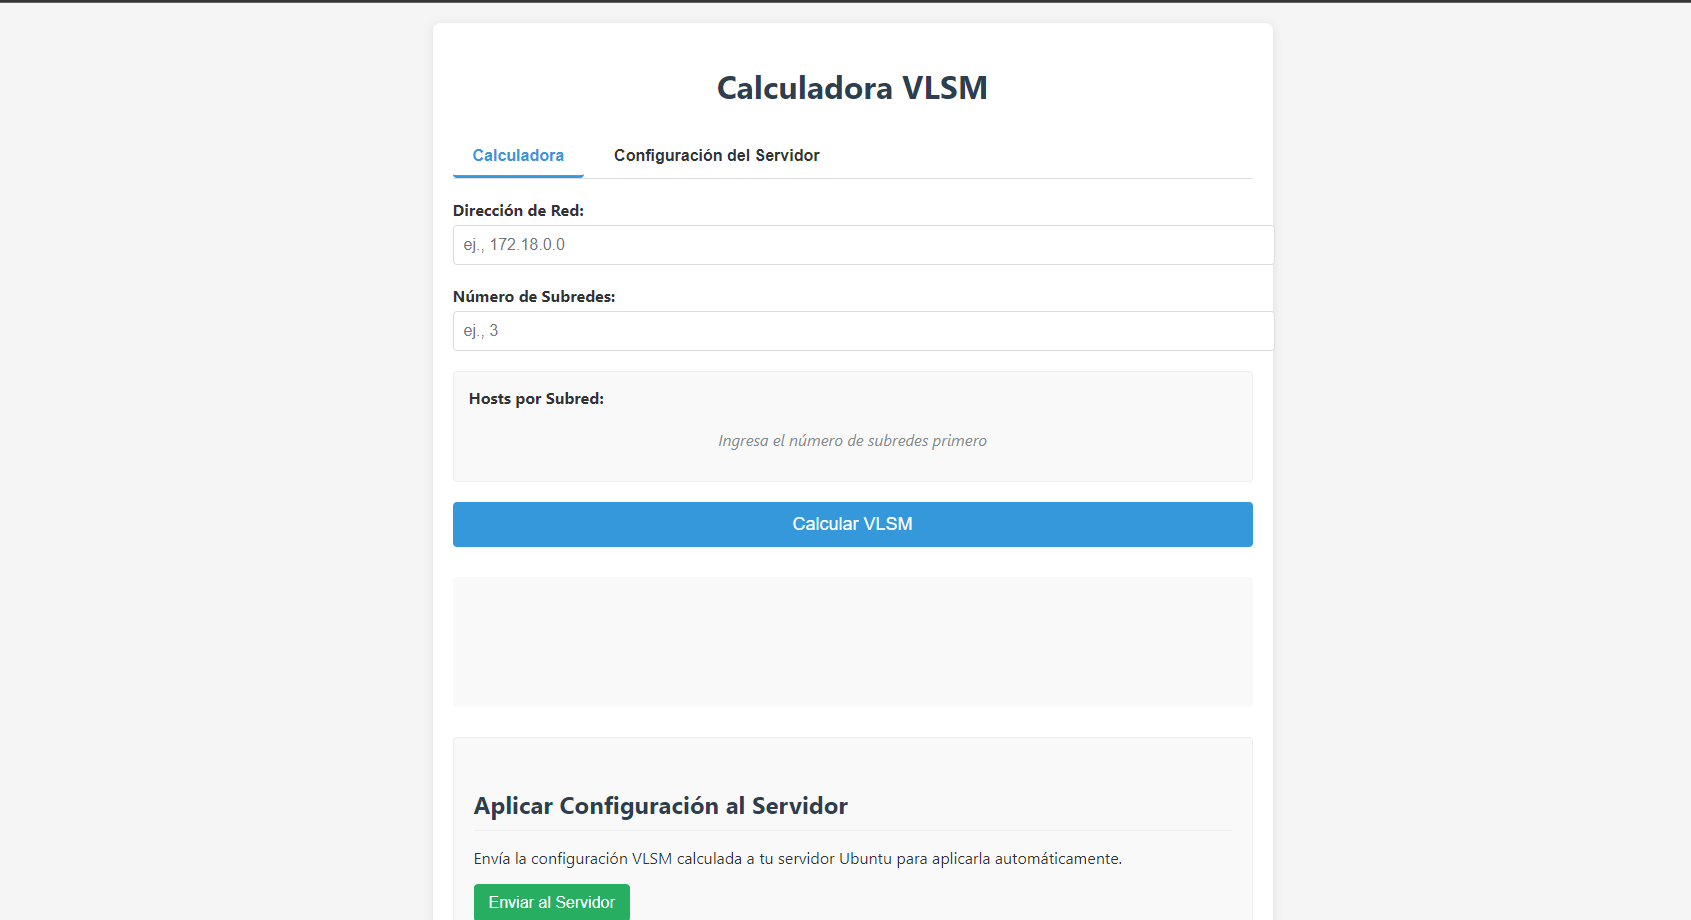 Calculadora VLSM
Calculadora Configuración del Servidor
Dirección de Red:
ej., 172.18.0.0
Número de Subredes:
ej., 3
Hosts por Subred:
Ingresa el número de subredes primero
Calcular VLSM
Aplicar Configuración al Servidor
Envía la configuración VLSM calculada a tu servidor Ubuntu para aplicarla automáticamente.
Enviar al Servidor